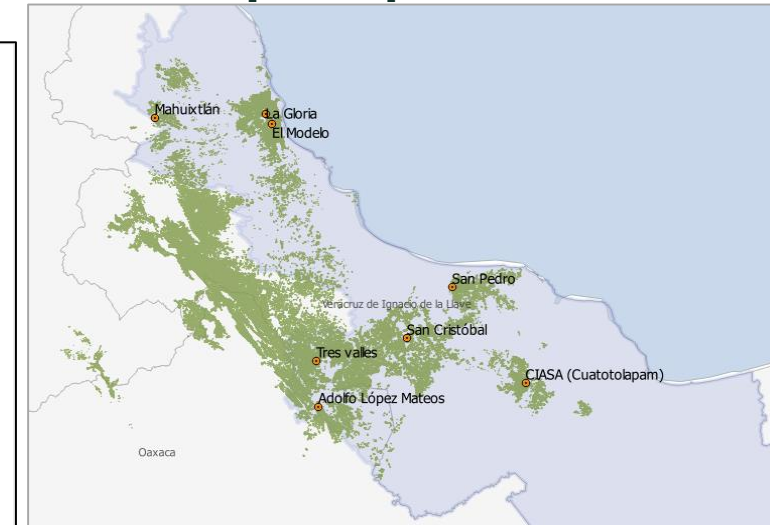 Mahuixtlán
La Gloria
El Modelo
San Pedro
Veracruz de Ignacio de la Llave
San Cristóbal
Tres valles
CIASA (Cuatotolapam)
Adolfo López Mateos
Oaxaca